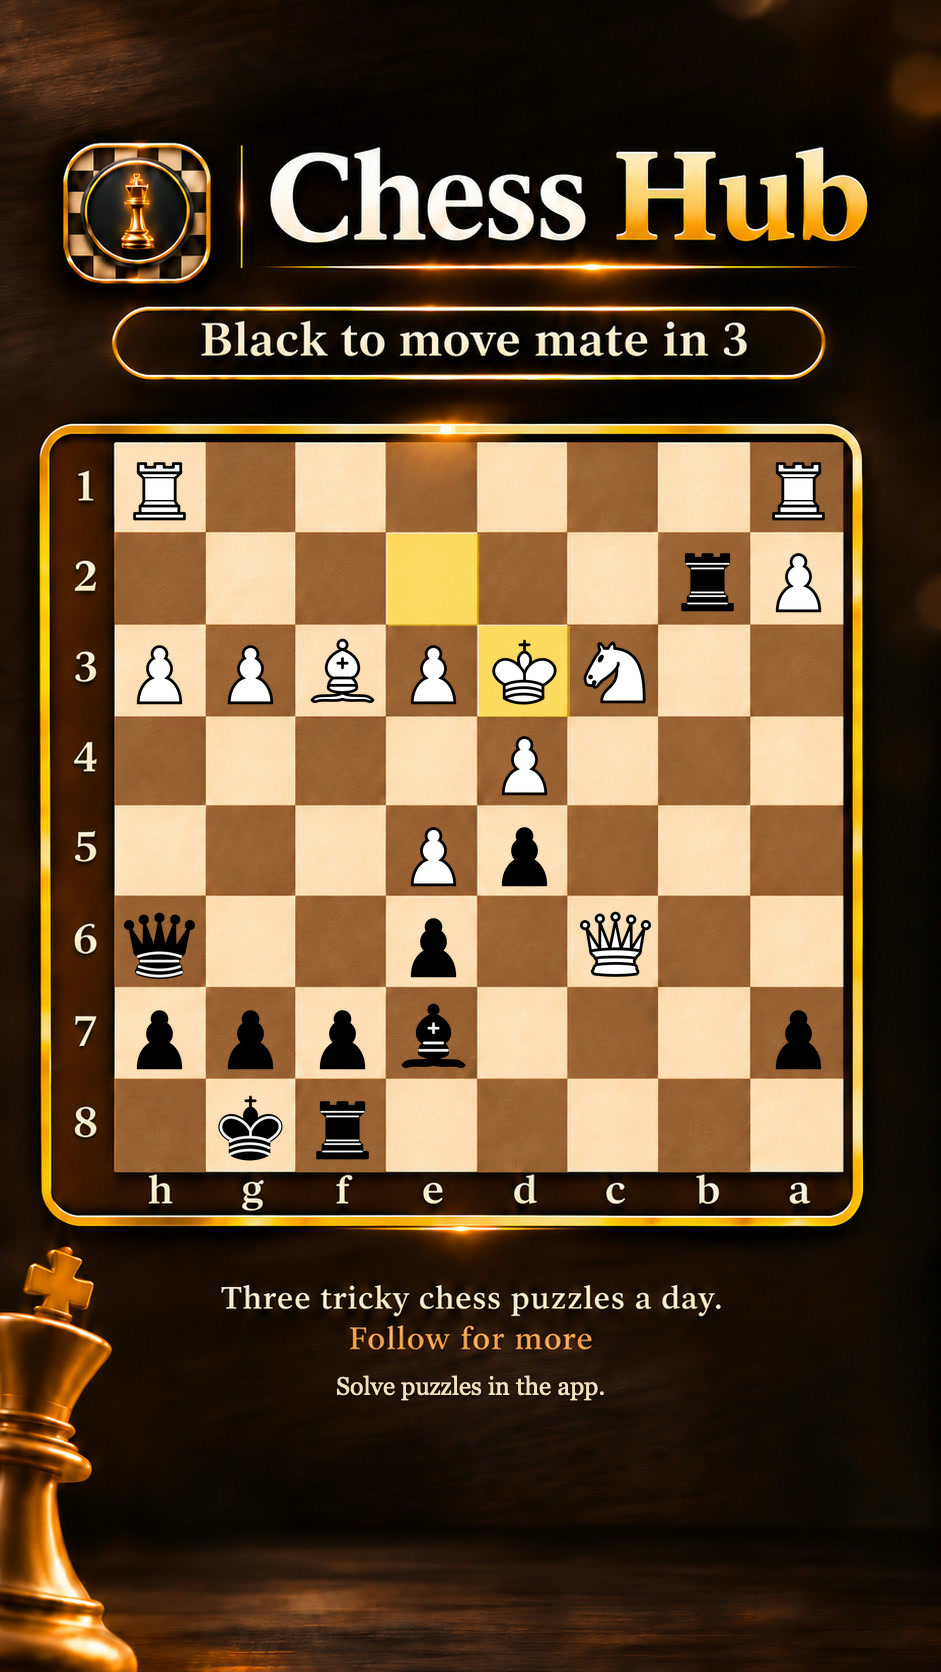 Chess Hub
Black to move mate in 3
1
2
3
4
5
6
7
8
h g f e d c b a
Three tricky chess puzzles a day.
Follow for more
Solve puzzles in the app.